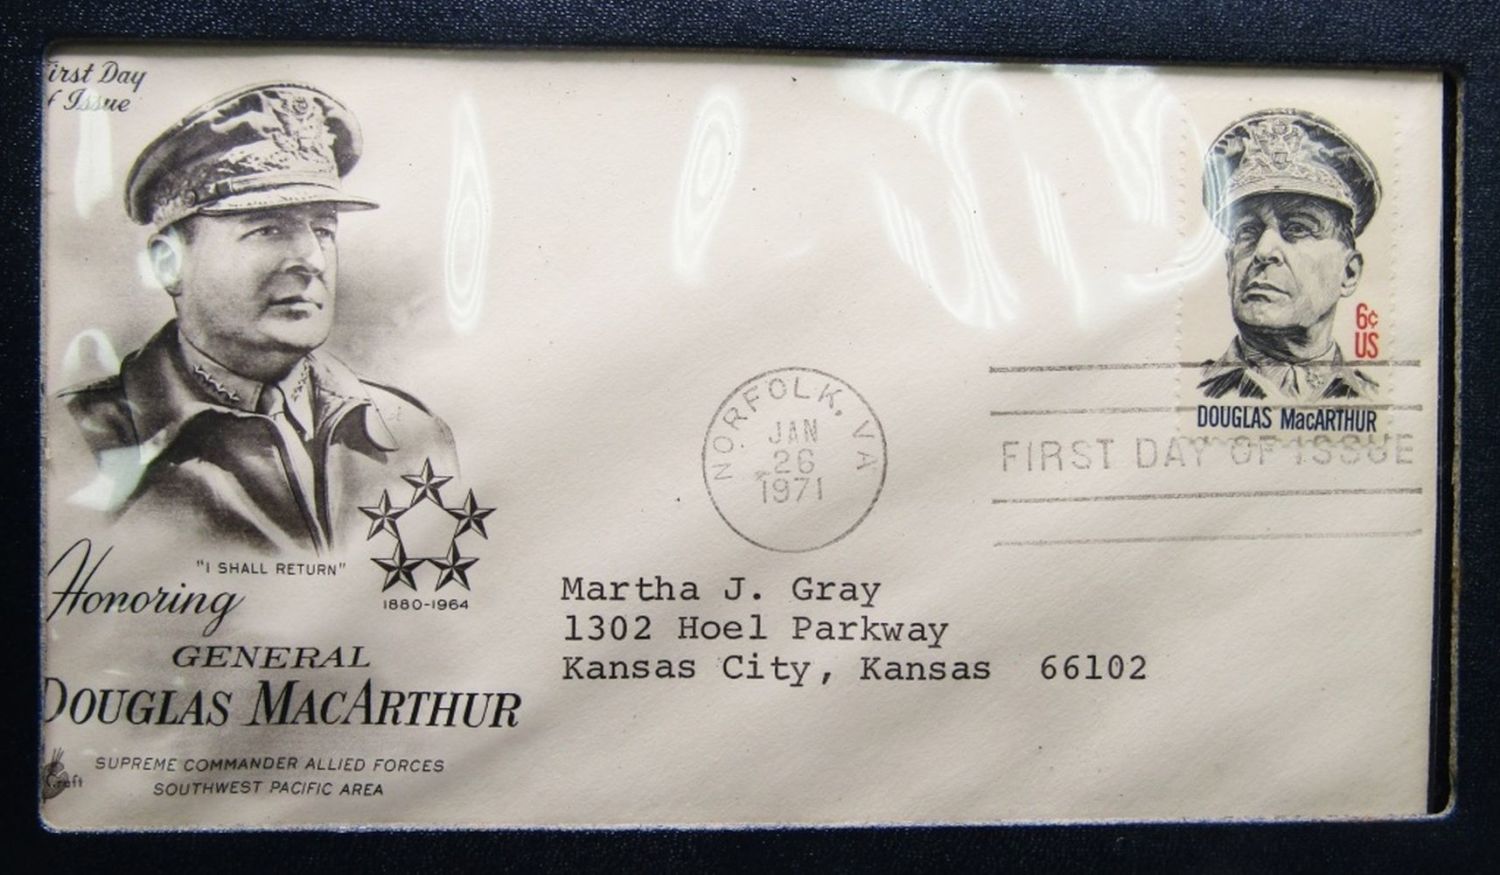 First Day
of Issue
6¢
US
DOUGLAS MacARTHUR
NORFOLK, VA
JAN
26
1971
FIRST DAY OF ISSUE
"I SHALL RETURN"
1880-1964
Honoring
GENERAL
DOUGLAS MACARTHUR
SUPREME COMMANDER ALLIED FORCES
SOUTHWEST PACIFIC AREA
Craft
Martha J. Gray
1302 Hoel Parkway
Kansas City, Kansas 66102